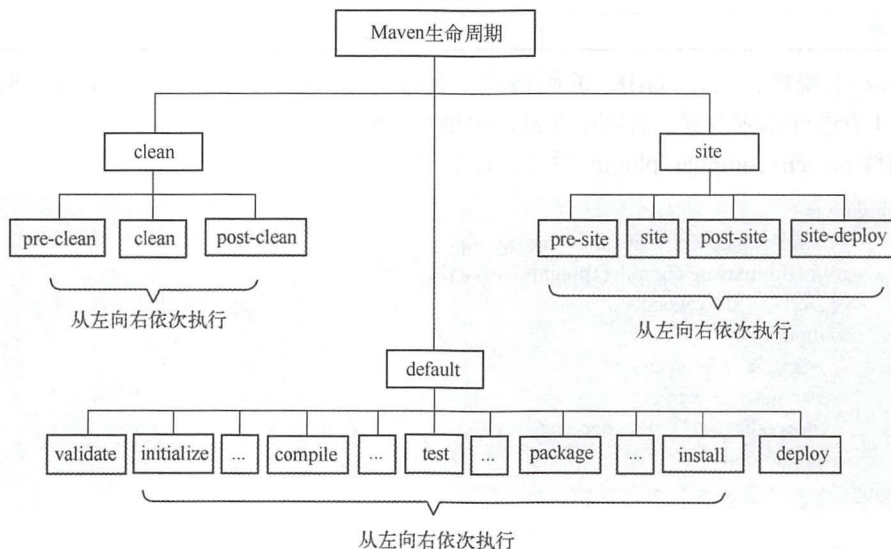 Maven生命周期
clean
site
pre-clean
clean
post-clean
pre-site
site
post-site
site-deploy
从左向右依次执行
从左向右依次执行
default
validate
initialize
...
compile
...
test
...
package
...
install
deploy
从左向右依次执行